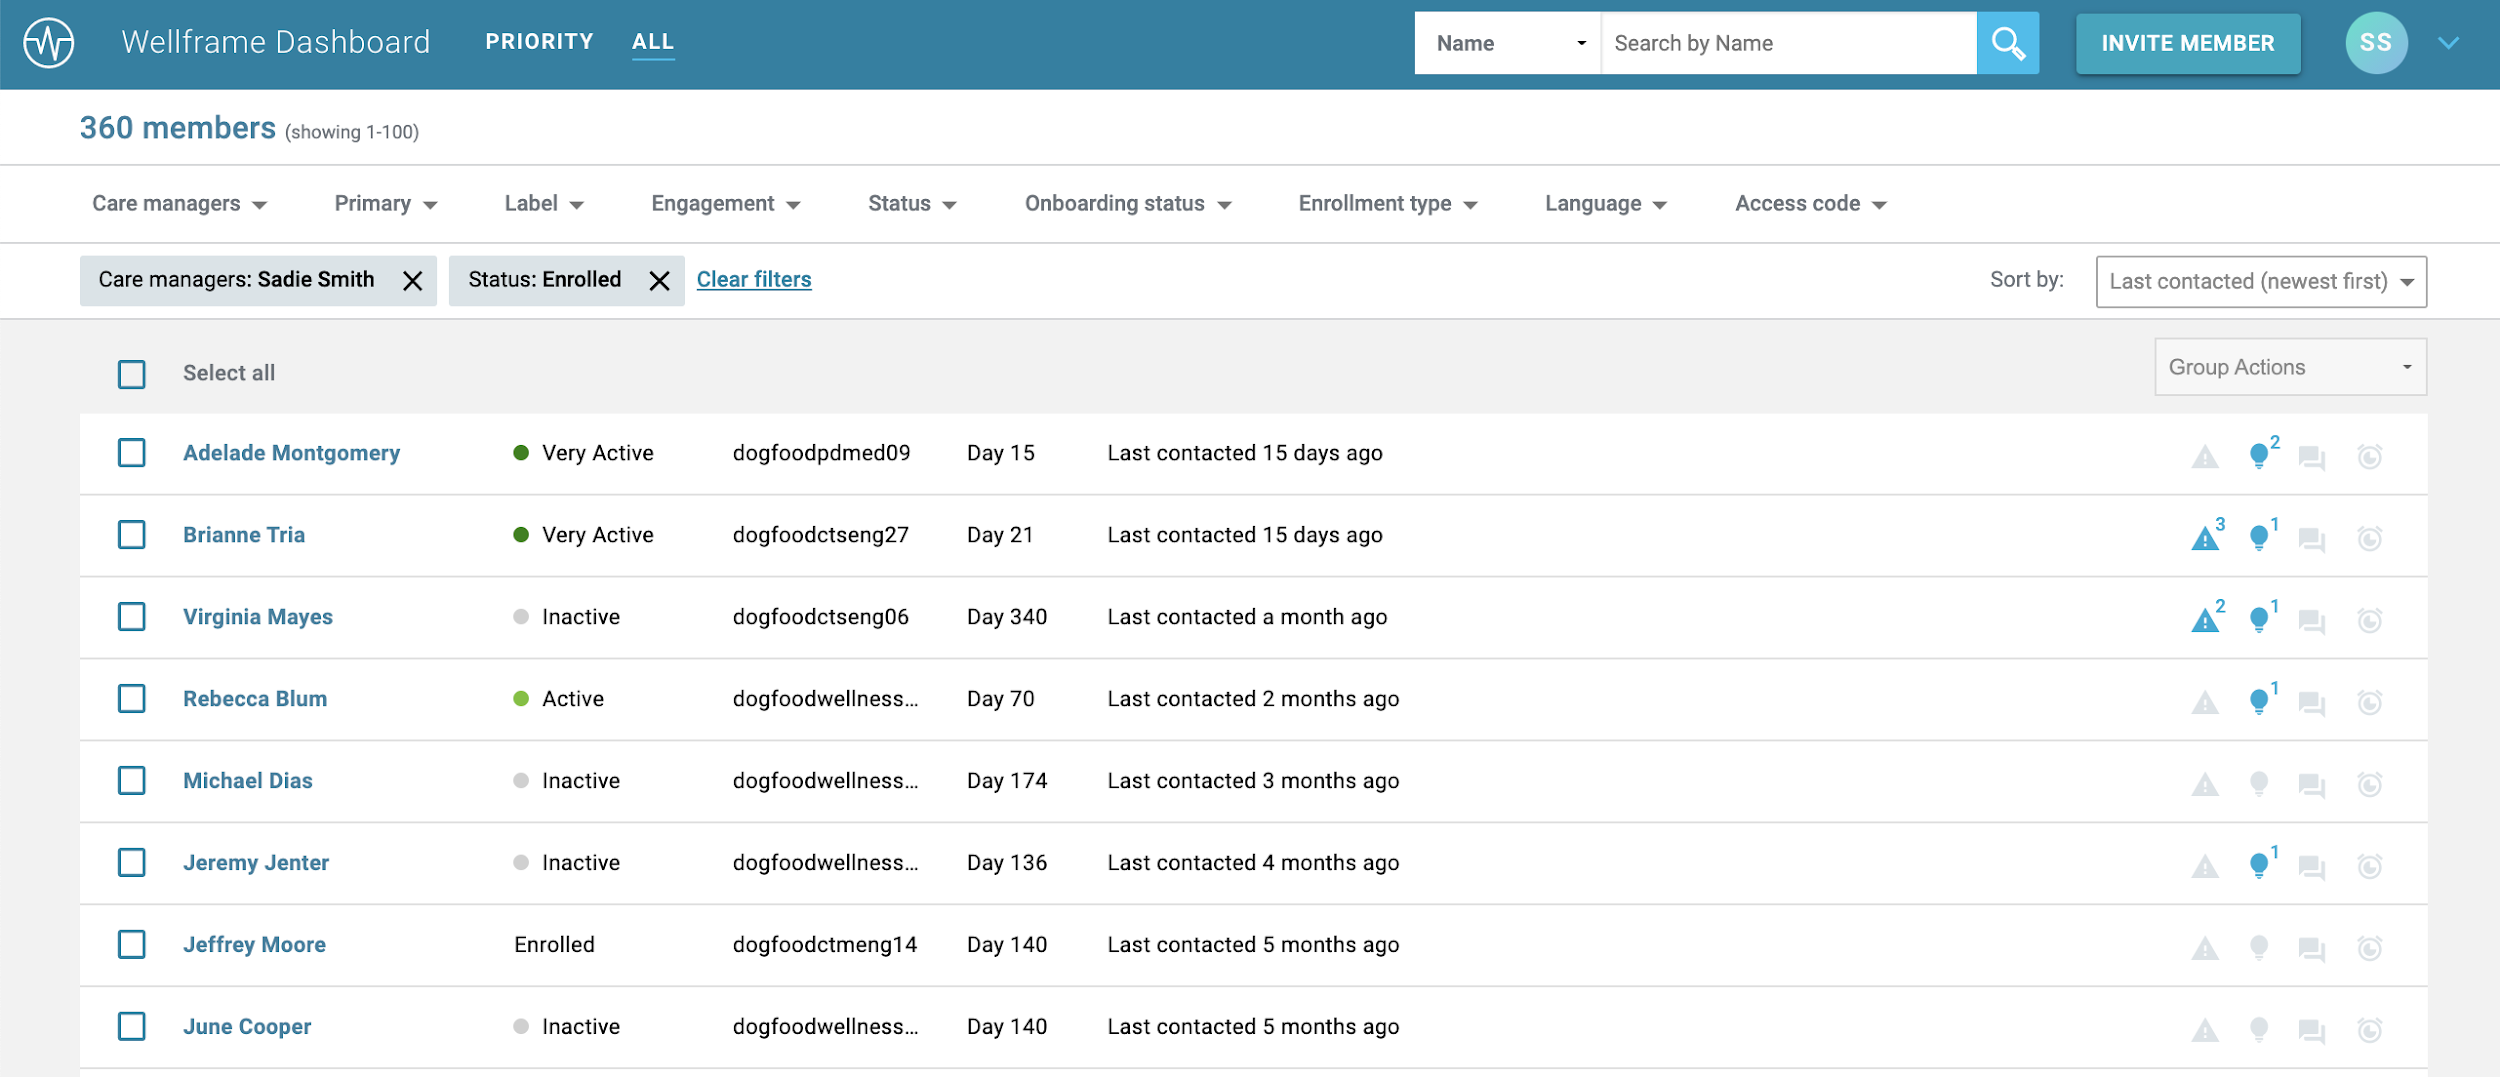 Wellframe Dashboard PRIORITY ALL Name Search by Name INVITE MEMBER SS
360 members (showing 1-100)
Care managers Primary Label Engagement Status Onboarding status Enrollment type Language Access code
Care managers: Sadie Smith Status: Enrolled Clear filters Sort by: Last contacted (newest first)
Select all Group Actions
Adelade Montgomery Very Active dogfoodpdmed09 Day 15 Last contacted 15 days ago 2
Brianne Tria Very Active dogfoodctseng27 Day 21 Last contacted 15 days ago 3 1
Virginia Mayes Inactive dogfoodctseng06 Day 340 Last contacted a month ago 2 1
Rebecca Blum Active dogfoodwellness... Day 70 Last contacted 2 months ago 1
Michael Dias Inactive dogfoodwellness... Day 174 Last contacted 3 months ago
Jeremy Jenter Inactive dogfoodwellness... Day 136 Last contacted 4 months ago 1
Jeffrey Moore Enrolled dogfoodctmeng14 Day 140 Last contacted 5 months ago
June Cooper Inactive dogfoodwellness... Day 140 Last contacted 5 months ago